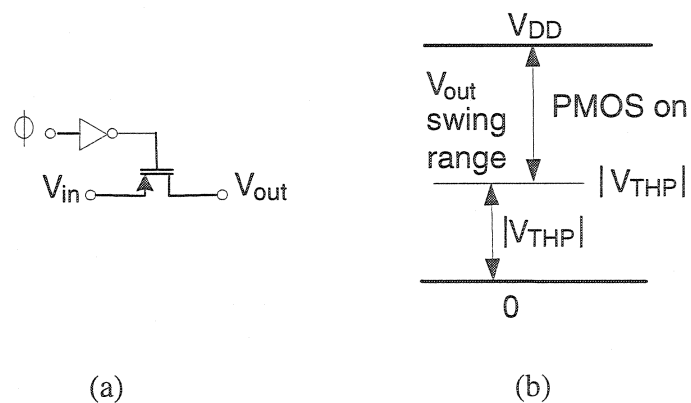 ϕ
V_in
V_out
(a)
V_DD
V_out
swing
range
PMOS on
|V_THP|
|V_THP|
0
(b)